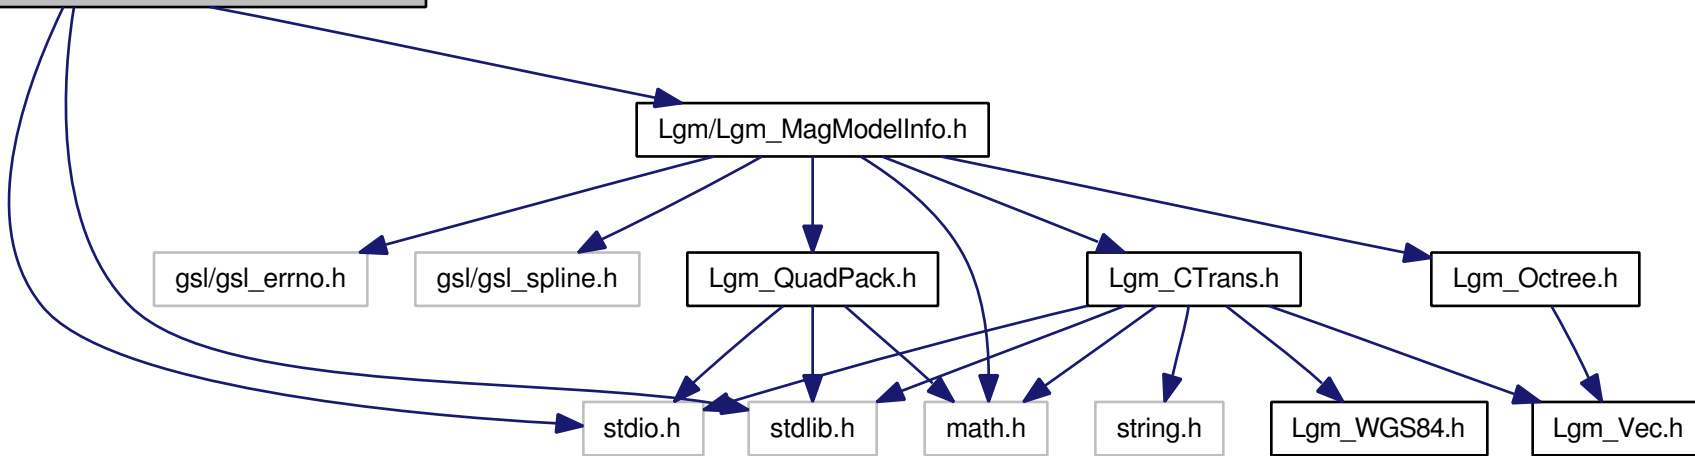 Lgm/Lgm_MagModelInfo.h
gsl/gsl_errno.h
gsl/gsl_spline.h
Lgm_QuadPack.h
Lgm_CTrans.h
Lgm_Octree.h
stdio.h
stdlib.h
math.h
string.h
Lgm_WGS84.h
Lgm_Vec.h